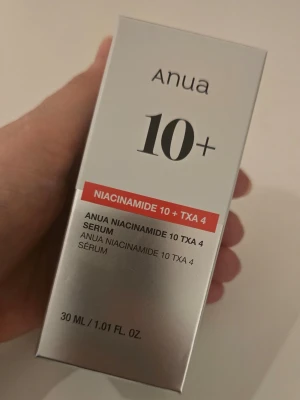 Anua
10+
NIACINAMIDE 10 + TXA 4
ANUA NIACINAMIDE 10 TXA 4
SERUM
ANUA NIACINAMIDE 10 TXA 4
SÉRUM
30 ML / 1.01 FL. OZ.